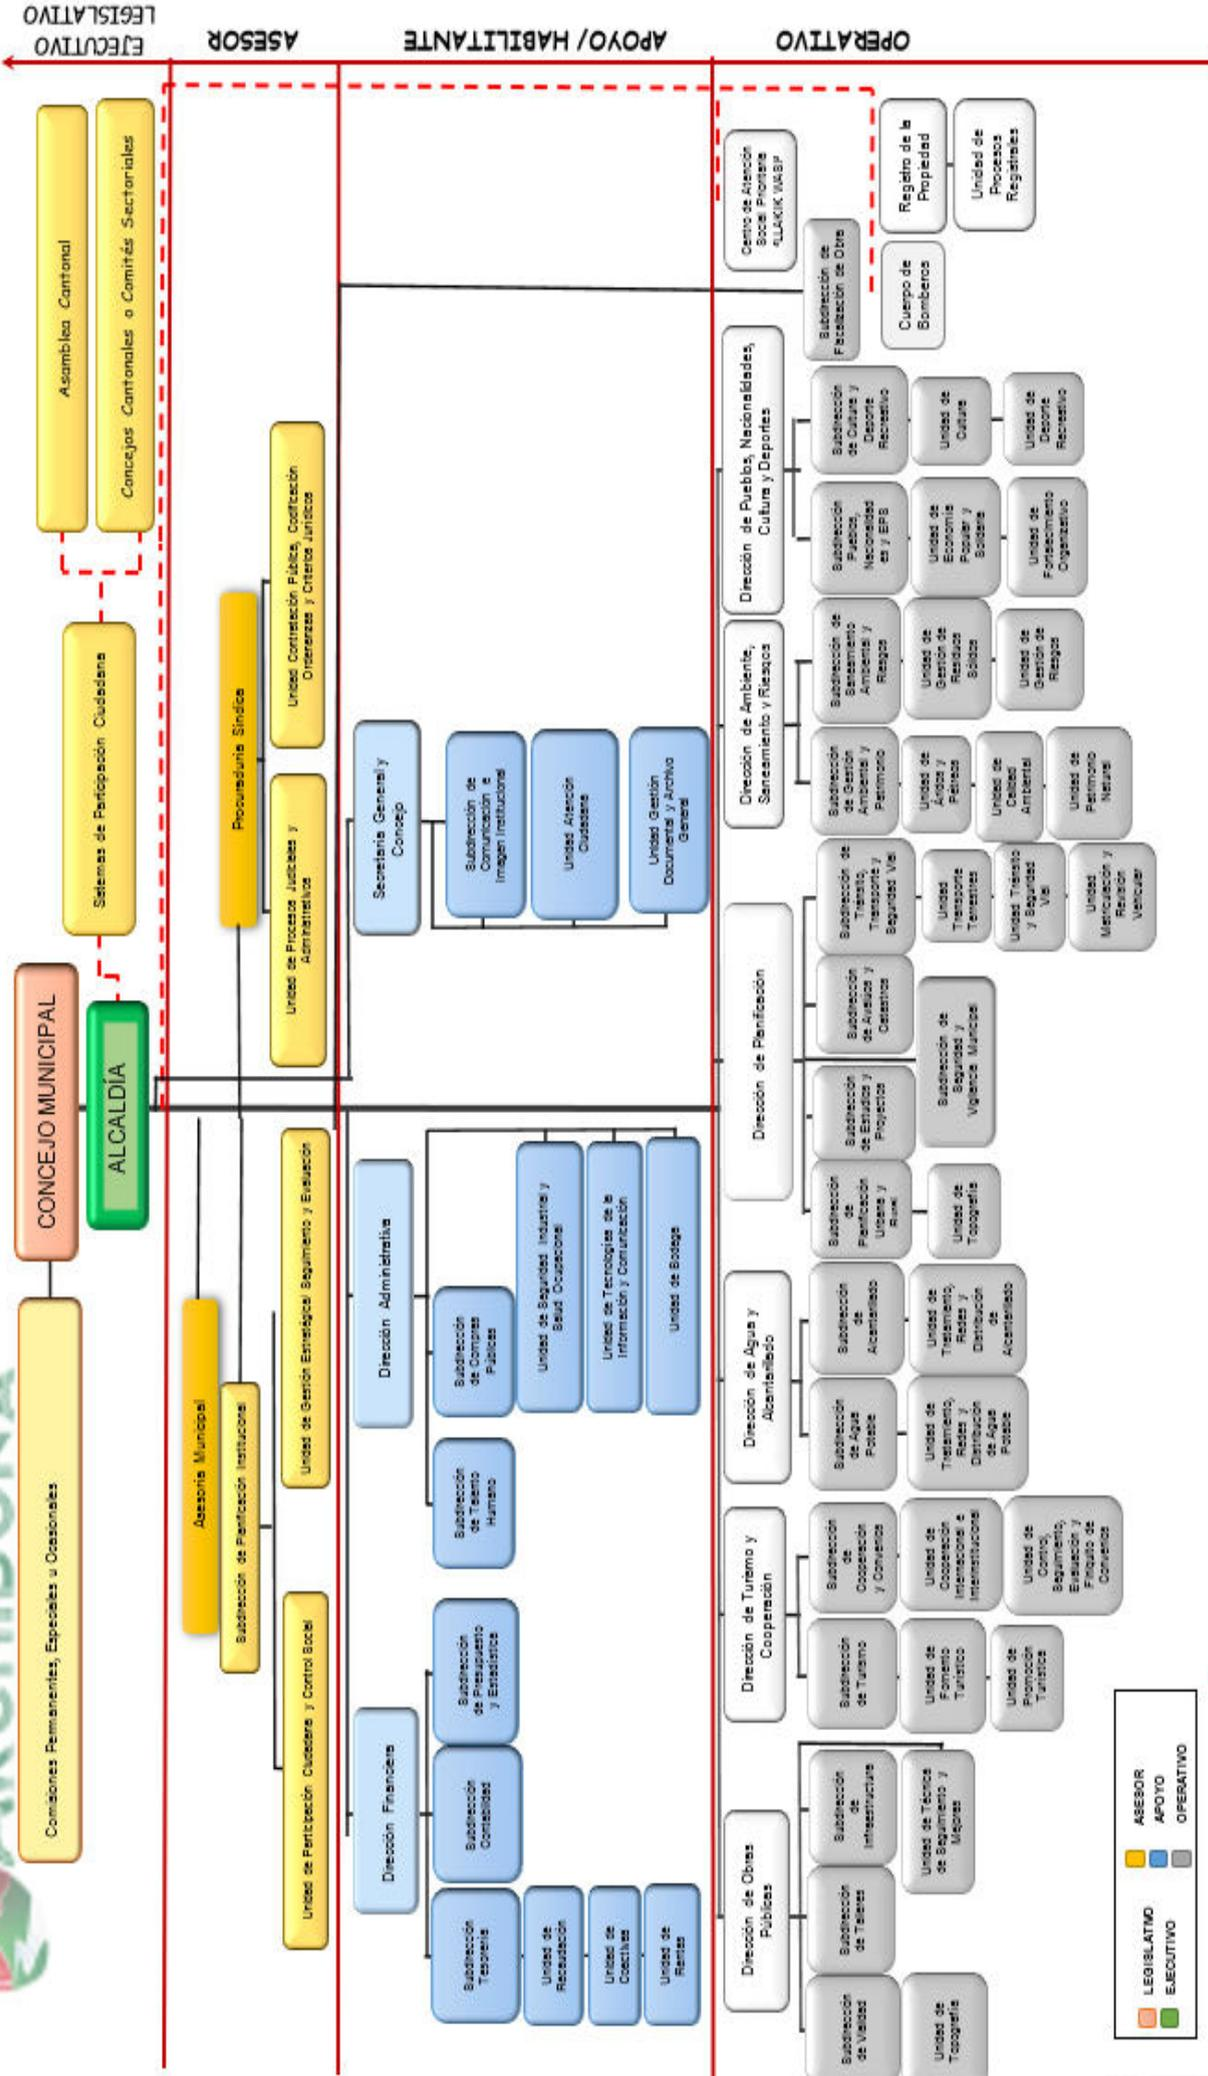 CONCEJO MUNICIPAL
ALCALDÍA
Comisiones Permanentes, Especiales u Ocasionales
Sistemas de Participación Ciudadana
Asamblea Cantonal
Concejos Cantonales o Comités Sectoriales
EJECUTIVO
LEGISLATIVO
Asesoría Municipal
Subdirección de Planificación Institucional
Unidad de Participación Ciudadana y Control Social
Unidad de Gestión Estratégica/ Seguimiento y Evaluación
Procuraduría Síndica
Unidad de Procesos Judiciales y
Administrativos
Unidad Contratación Pública, Codificación
Ordenanzas y Criterios Jurídicos
ASESOR
Dirección Financiera
Subdirección
Tesorería
Unidad de
Recaudación
Unidad de
Coactivas
Unidad de
Rentas
Subdirección
Contabilidad
Subdirección
de Presupuesto
y Estadística
Dirección Administrativa
Subdirección
de Talento
Humano
Subdirección
de Compras
Públicas
Unidad de Seguridad Industrial y
Salud Ocupacional
Unidad de Tecnologías de la
Información y Comunicación
Unidad de Bodega
Secretaría General y
Concejo
Subdirección de
Comunicación e
Imagen Institucional
Unidad Atención
Ciudadana
Unidad Gestión
Documental y Archivo
General
APOYO/ HABILITANTE
Dirección de Obras
Públicas
Subdirección
de Vialidad
Unidad de
Topografía
Subdirección
de Talleres
Subdirección
de
Infraestructura
Unidad de Técnica
de Seguimiento y
Mejoras
Dirección de Turismo y
Cooperación
Subdirección
de Turismo
Unidad de
Fomento
Turístico
Unidad de
Promoción
Turística
Subdirección
de
Cooperación
y Convenios
Unidad de
Cooperación
Internacional e
Interinstitucional
Unidad de
Control,
Seguimiento,
Evaluación y
Finiquito de
Convenios
Dirección de Agua y
Alcantarillado
Subdirección
de Agua
Potable
Unidad de
Tratamiento,
Redes y
Distribución
de Agua
Potable
Subdirección
de
Alcantarillado
Unidad de
Tratamiento,
Redes y
Distribución
de
Alcantarillado
Dirección de Planificación
Subdirección
de
Planificación
Urbana y
Rural
Unidad de
Topografía
Subdirección
de Estudios y
Proyectos
Subdirección
de Avalúos y
Catastros
Subdirección de
Seguridad y
Vigilancia Municipal
Subdirección de
Tránsito,
Transporte y
Seguridad Vial
Unidad
Transporte
Terrestres
Unidad Tránsito
y Seguridad
Vial
Unidad
Matriculación y
Revisión
Vehicular
Dirección de Ambiente,
Saneamiento y Riesgos
Subdirección
de Gestión
Ambiental y
Patrimonio
Unidad de
Áridos y
Pétreos
Unidad de
Calidad
Ambiental
Unidad de
Patrimonio
Natural
Subdirección de
Saneamiento
Ambiental y
Riesgos
Unidad de
Gestión de
Residuos
Sólidos
Unidad de
Gestión de
Riesgos
Dirección de Pueblos, Nacionalidades,
Cultura y Deportes
Subdirección
Pueblos,
Nacionalidad
es y EPS
Unidad de
Economía
Popular y
Solidaria
Unidad de
Fortalecimiento
Organizativo
Subdirección
de Cultura y
Deporte
Recreativo
Unidad de
Cultura
Unidad de
Deporte
Recreativo
Subdirección de
Fiscalización de Obra
Centro de Atención
Social Prioritaria
Cuerpo de
Bomberos
Registro de la
Propiedad
Unidad de
Procesos
Registrales
OPERATIVO
LEGISLATIVO
EJECUTIVO
ASESOR
APOYO
OPERATIVO